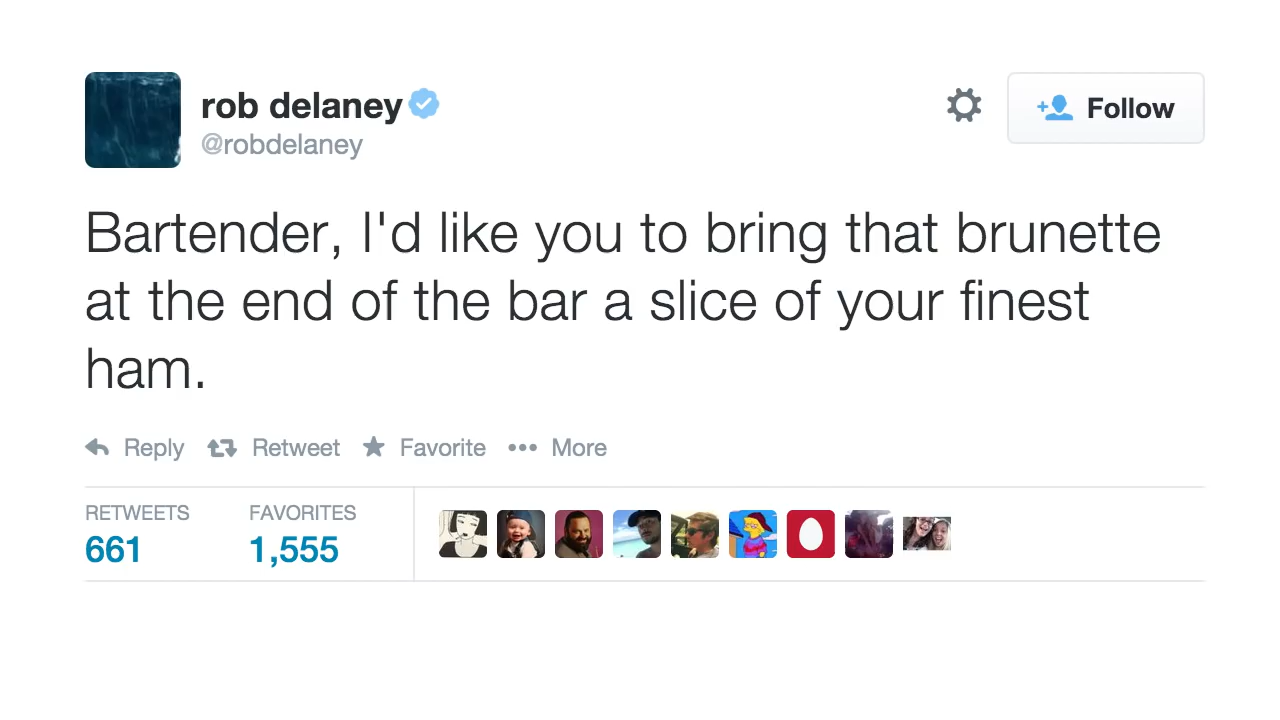 rob delaney
@robdelaney
Follow
Bartender, I'd like you to bring that brunette
at the end of the bar a slice of your finest
ham.
Reply Retweet Favorite More
RETWEETS FAVORITES
661 1,555